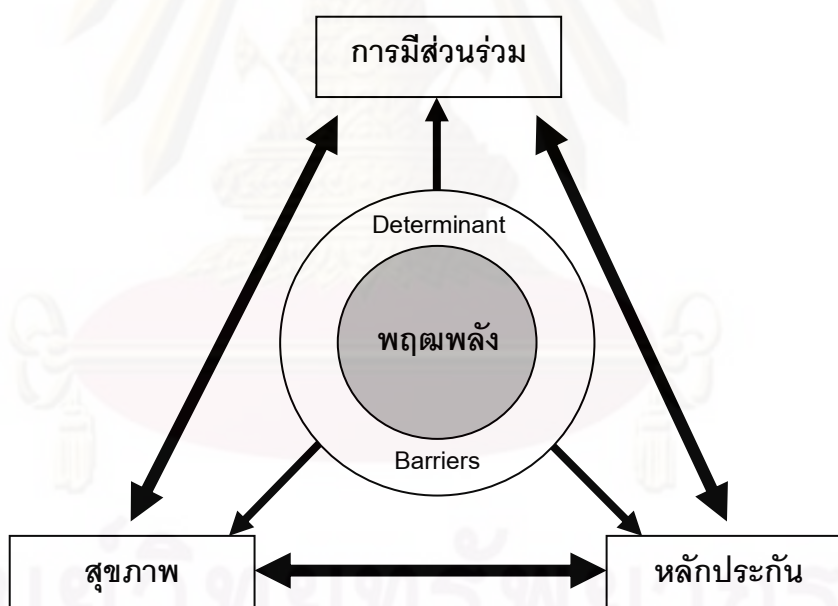 การมีส่วนร่วม
Determinant
พฤฒพลัง
Barriers
สุขภาพ
หลักประกัน